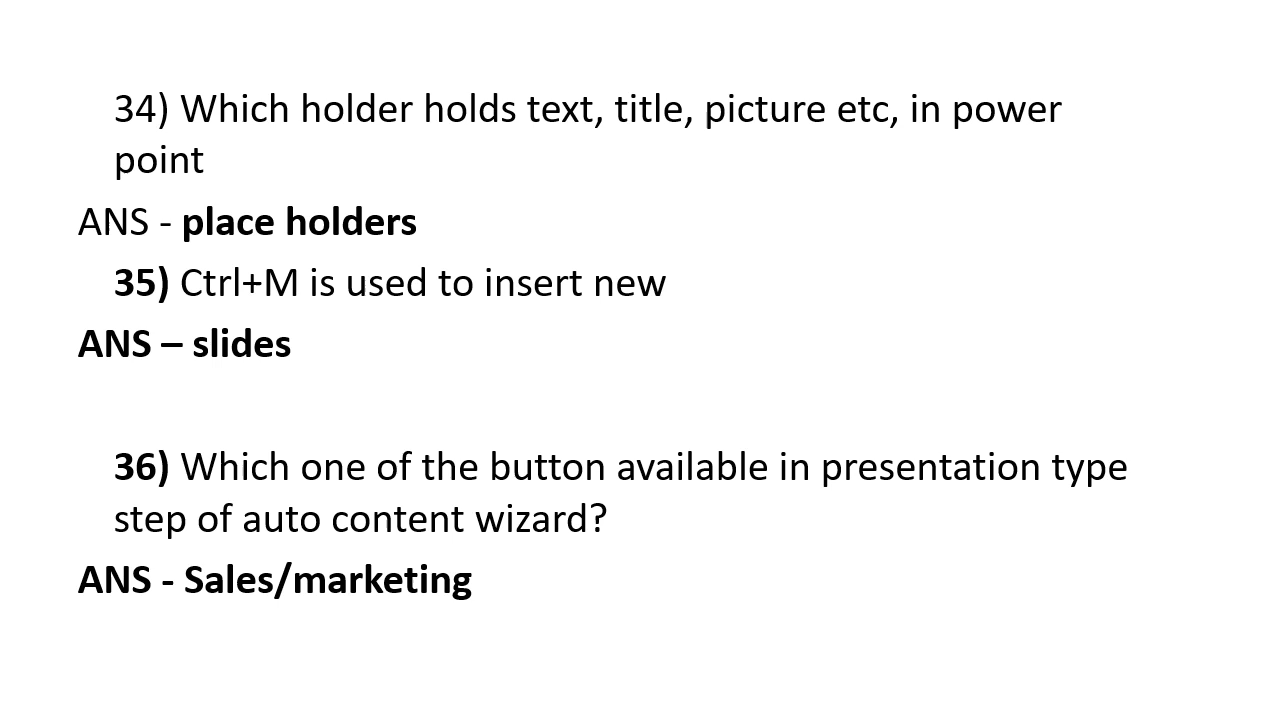 34) Which holder holds text, title, picture etc, in power
point
ANS - place holders
35) Ctrl+M is used to insert new
ANS – slides
36) Which one of the button available in presentation type
step of auto content wizard?
ANS - Sales/marketing